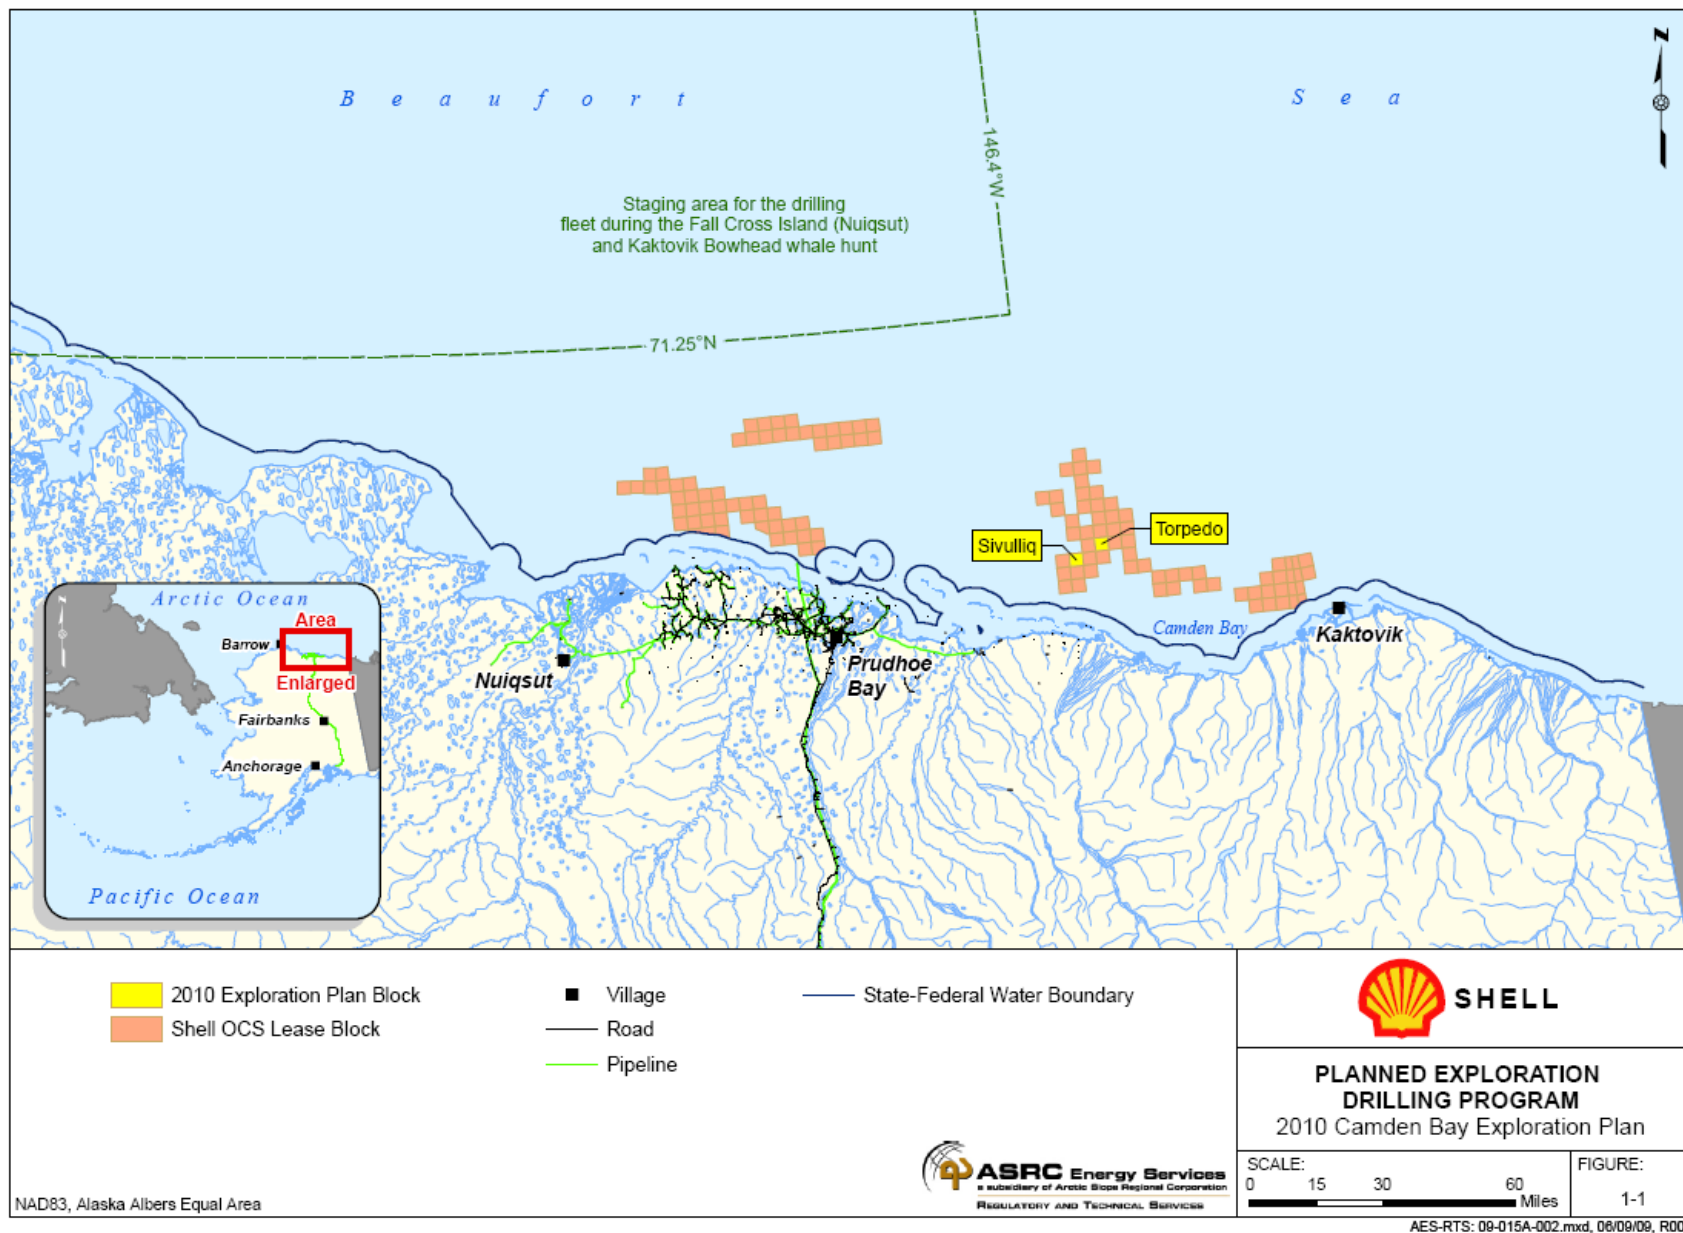 Beaufort Sea
N
146.4°W
Staging area for the drilling
fleet during the Fall Cross Island (Nuiqsut)
and Kaktovik Bowhead whale hunt
71.25°N
Sivulliq
Torpedo
Camden Bay
Kaktovik
Nuiqsut
Prudhoe
Bay
Arctic Ocean
Area
Enlarged
Barrow
Fairbanks
Anchorage
Pacific Ocean
2010 Exploration Plan Block
Shell OCS Lease Block
Village
Road
Pipeline
State-Federal Water Boundary
SHELL
PLANNED EXPLORATION
DRILLING PROGRAM
2010 Camden Bay Exploration Plan
ASRC Energy Services
a subsidiary of Arctic Slope Regional Corporation
REGULATORY AND TECHNICAL SERVICES
SCALE:
0 15 30 60
Miles
FIGURE:
1-1
NAD83, Alaska Albers Equal Area
AES-RTS: 09-015A-002.mxd, 06/09/09, R00